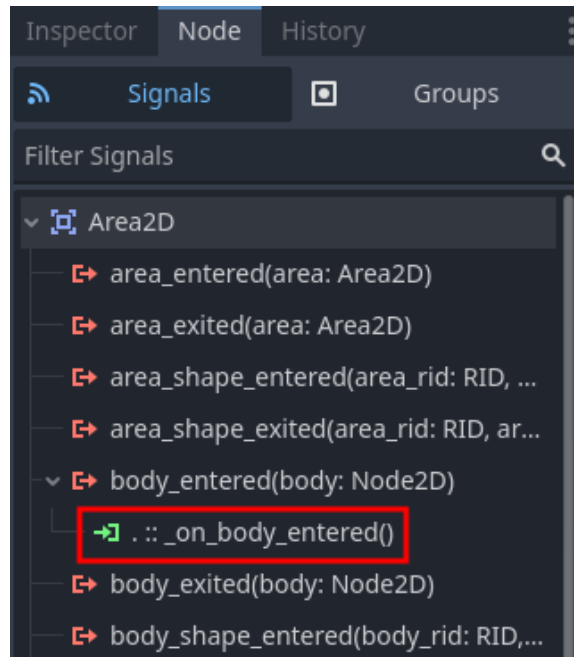 Inspector Node History
Signals Groups
Filter Signals
Area2D
area_entered(area: Area2D)
area_exited(area: Area2D)
area_shape_entered(area_rid: RID, ...
area_shape_exited(area_rid: RID, ar...
body_entered(body: Node2D)
. :: _on_body_entered()
body_exited(body: Node2D)
body_shape_entered(body_rid: RID,...